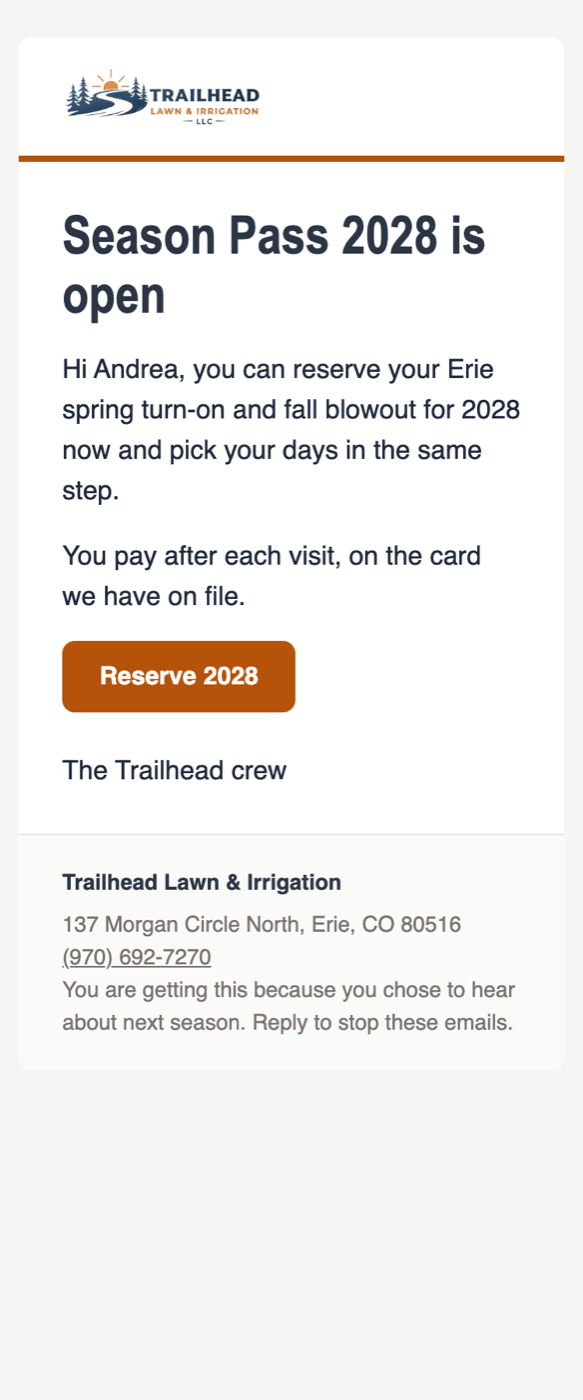 TRAILHEAD
LAWN & IRRIGATION
LLC
Season Pass 2028 is
open
Hi Andrea, you can reserve your Erie
spring turn-on and fall blowout for 2028
now and pick your days in the same
step.
You pay after each visit, on the card
we have on file.
Reserve 2028
The Trailhead crew
Trailhead Lawn & Irrigation
137 Morgan Circle North, Erie, CO 80516
(970) 692-7270
You are getting this because you chose to hear
about next season. Reply to stop these emails.